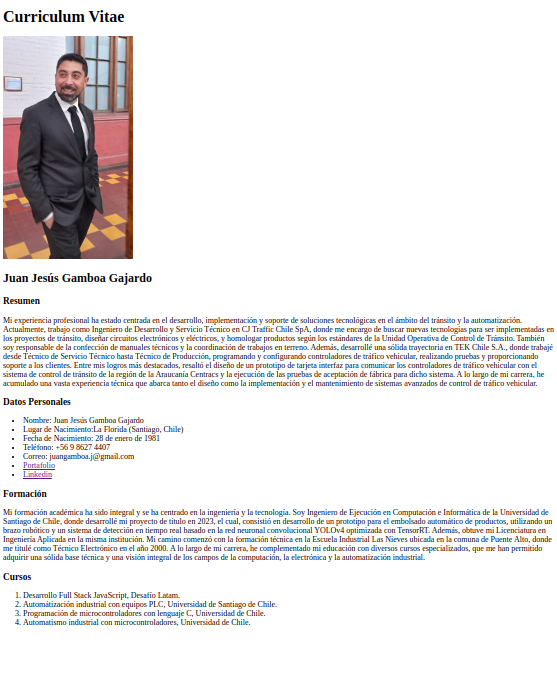 Curriculum Vitae
Juan Jesús Gamboa Gajardo
Resumen
Mi experiencia profesional ha estado centrada en el desarrollo, implementación y soporte de soluciones tecnológicas en el ámbito del tránsito y la automatización.
Actualmente, trabajo como Ingeniero de Desarrollo y Servicio Técnico en CJ Traffic Chile SpA, donde me encargo de buscar nuevas tecnologías para ser implementadas en
los proyectos de tránsito, diseñar circuitos electrónicos y eléctricos, y homologar productos según los estándares de la Unidad Operativa de Control de Tránsito. También
soy responsable de la confección de manuales técnicos y la coordinación de trabajos en terreno. Además, desarrollé una sólida trayectoria en TEK Chile S.A., donde trabajé
desde Técnico de Servicio Técnico hasta Técnico de Producción, programando y configurando controladores de tráfico vehicular, realizando pruebas y proporcionando
soporte a los clientes. Entre mis logros más destacados, resaltó el diseño de un prototipo de tarjeta interfaz para comunicar los controladores de tráfico vehicular con el
sistema de control de tránsito de la región de la Araucanía Centracs y la ejecución de las pruebas de aceptación de fábrica para dicho sistema. A lo largo de mi carrera, he
acumulado una vasta experiencia técnica que abarca tanto el diseño como la implementación y el mantenimiento de sistemas avanzados de control de tráfico vehicular.
Datos Personales
• Nombre: Juan Jesús Gamboa Gajardo
• Lugar de Nacimiento:La Florida (Santiago, Chile)
• Fecha de Nacimiento: 28 de enero de 1981
• Teléfono: +56 9 8627 4407
• Correo: juangamboa.j@gmail.com
• Portafolio
• Linkedin
Formación
Mi formación académica ha sido integral y se ha centrado en la ingeniería y la tecnología. Soy Ingeniero de Ejecución en Computación e Informática de la Universidad de
Santiago de Chile, donde desarrollé mi proyecto de título en 2023, el cual, consistió en desarrollo de un prototipo para el embolsado automático de productos, utilizando un
brazo robótico y un sistema de detección en tiempo real basado en la red neuronal convolucional YOLOv4 optimizada con TensorRT. Además, obtuve mi Licenciatura en
Ingeniería Aplicada en la misma institución. Mi camino comenzó con la formación técnica en la Escuela Industrial Las Nieves ubicada en la comuna de Puente Alto, donde
me titulé como Técnico Electrónico en el año 2000. A lo largo de mi carrera, he complementado mi educación con diversos cursos especializados, que me han permitido
adquirir una sólida base técnica y una visión integral de los campos de la computación, la electrónica y la automatización industrial.
Cursos
1. Desarrollo Full Stack JavaScript, Desafío Latam.
2. Automátización industrial con equipos PLC, Universidad de Santiago de Chile.
3. Programación de microcontroladores con lenguaje C, Universidad de Chile.
4. Automatismo industrial con microcontroladores, Universidad de Chile.